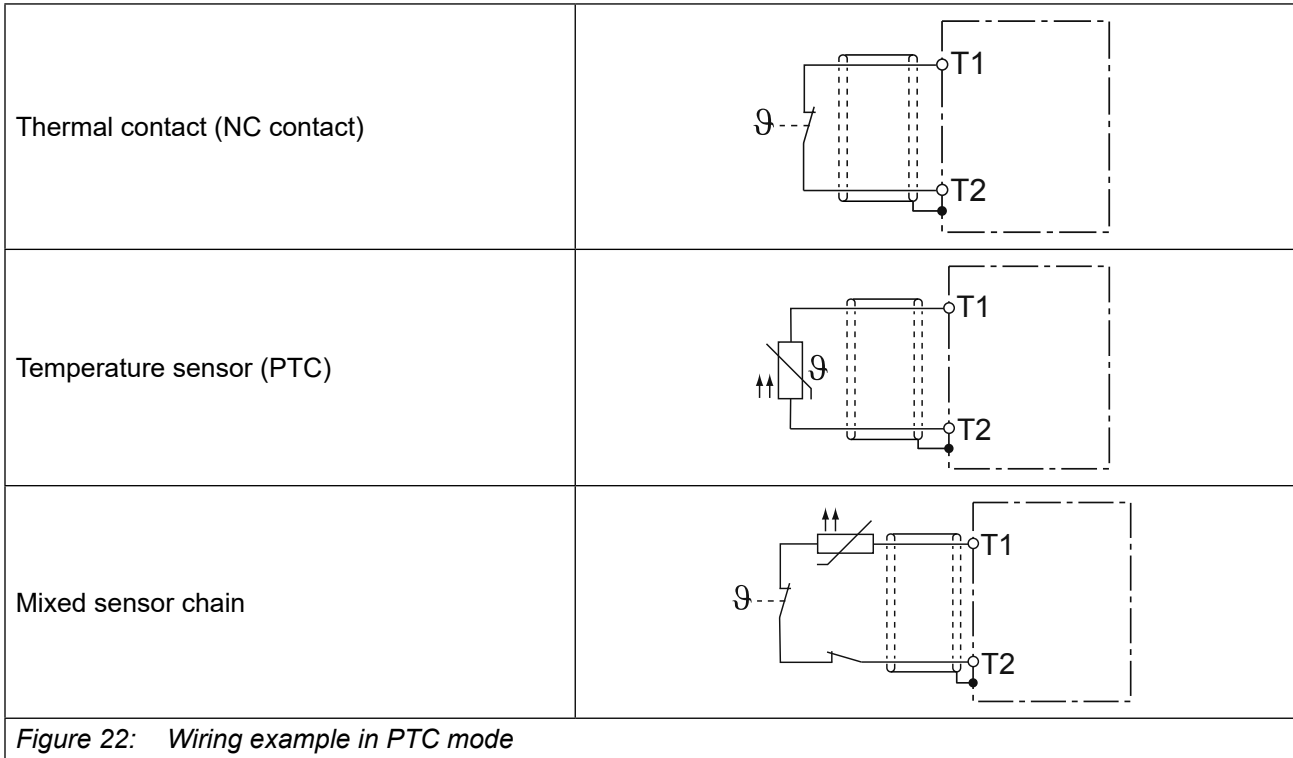 Thermal contact (NC contact)
T1
ϑ
T2
Temperature sensor (PTC)
T1
ϑ
T2
Mixed sensor chain
T1
ϑ
T2
Figure 22: Wiring example in PTC mode